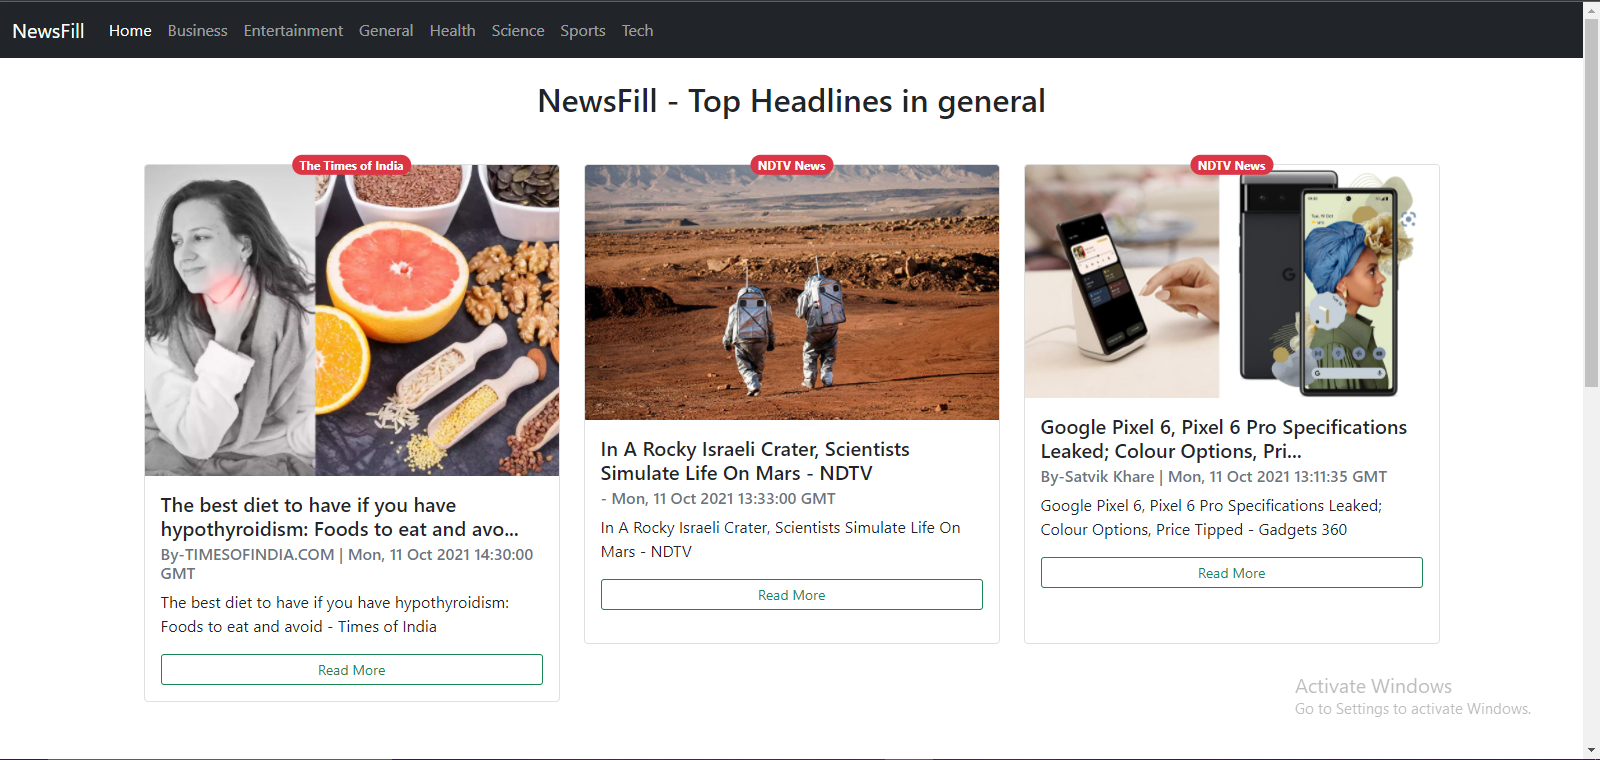 NewsFill Home Business Entertainment General Health Science Sports Tech
NewsFill - Top Headlines in general
The Times of India
The best diet to have if you have
hypothyroidism: Foods to eat and avo...
By-TIMESOFINDIA.COM | Mon, 11 Oct 2021 14:30:00
GMT
The best diet to have if you have hypothyroidism:
Foods to eat and avoid - Times of India
Read More
NDTV News
In A Rocky Israeli Crater, Scientists
Simulate Life On Mars - NDTV
- Mon, 11 Oct 2021 13:33:00 GMT
In A Rocky Israeli Crater, Scientists Simulate Life On
Mars - NDTV
Read More
NDTV News
Google Pixel 6, Pixel 6 Pro Specifications
Leaked; Colour Options, Pri...
By-Satvik Khare | Mon, 11 Oct 2021 13:11:35 GMT
Google Pixel 6, Pixel 6 Pro Specifications Leaked;
Colour Options, Price Tipped - Gadgets 360
Read More
Activate Windows
Go to Settings to activate Windows.